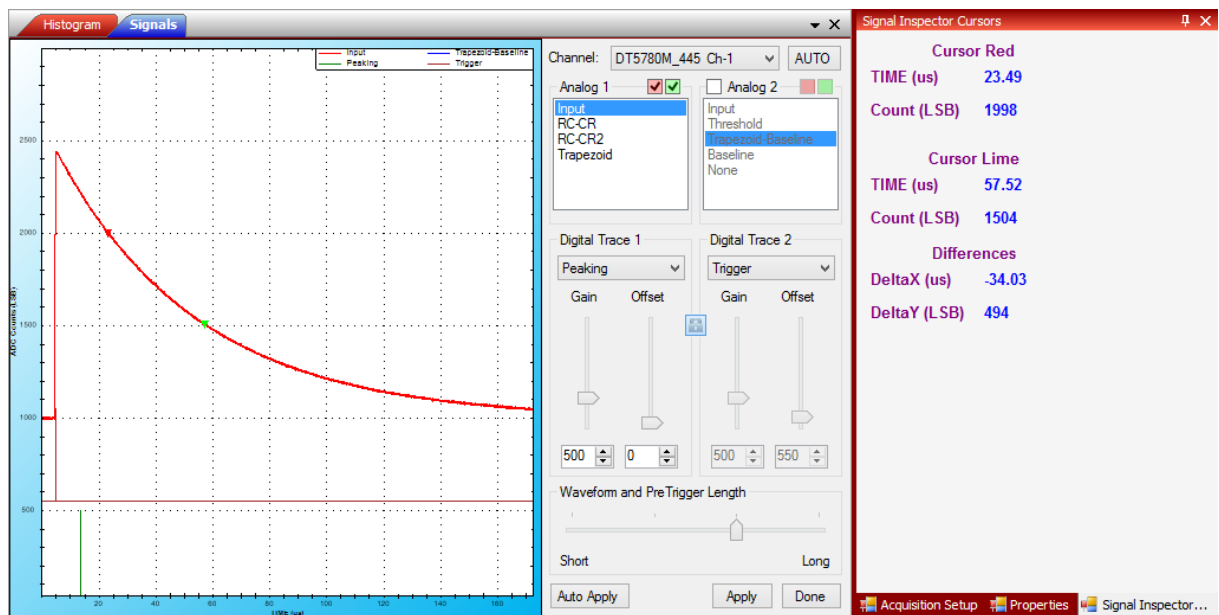 Histogram Signals
Input Trapezoid-Baseline
Peaking Trigger
2500
2000
1500
1000
500
ADC Counts (LSB)
20 40 60 80 100 120 140 160
Channel: DT5780M_445 Ch-1 AUTO
Analog 1
Input
RC-CR
RC-CR2
Trapezoid
Analog 2
Input
Threshold
Trapezoid-Baseline
Baseline
None
Digital Trace 1
Peaking
Gain Offset
500 0
Digital Trace 2
Trigger
Gain Offset
500 550
Waveform and PreTrigger Length
Short Long
Auto Apply Apply Done
Signal Inspector Cursors
Cursor Red
TIME (us) 23.49
Count (LSB) 1998
Cursor Lime
TIME (us) 57.52
Count (LSB) 1504
Differences
DeltaX (us) -34.03
DeltaY (LSB) 494
Acquisition Setup Properties Signal Inspector...